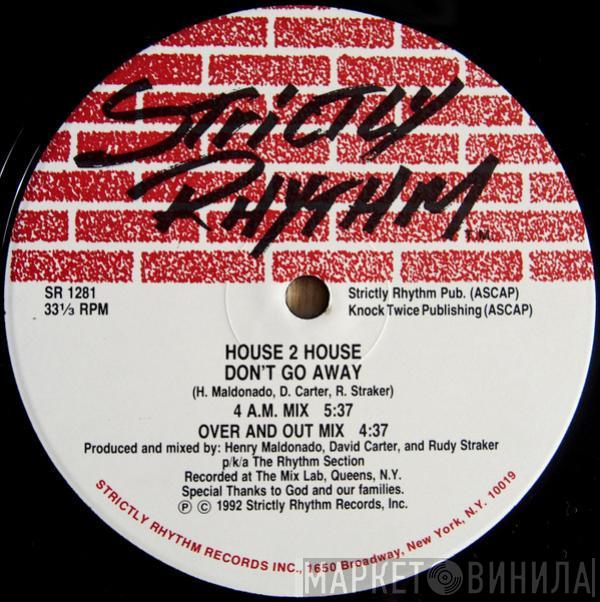 STRICTLY
RHYTHM
T.M.
SR 1281
33⅓ RPM
Strictly Rhythm Pub. (ASCAP)
Knock Twice Publishing (ASCAP)
HOUSE 2 HOUSE
DON'T GO AWAY
(H. Maldonado, D. Carter, R. Straker)
4 A.M. MIX 5:37
OVER AND OUT MIX 4:37
Produced and mixed by: Henry Maldonado, David Carter, and Rudy Straker
p/k/a The Rhythm Section
Recorded at The Mix Lab, Queens, N.Y.
Special Thanks to God and our families.
Ⓟ © 1992 Strictly Rhythm Records, Inc.
STRICTLY RHYTHM RECORDS INC., 1650 Broadway, New York, N.Y. 10019
МАРКЕТ ВИНИЛА